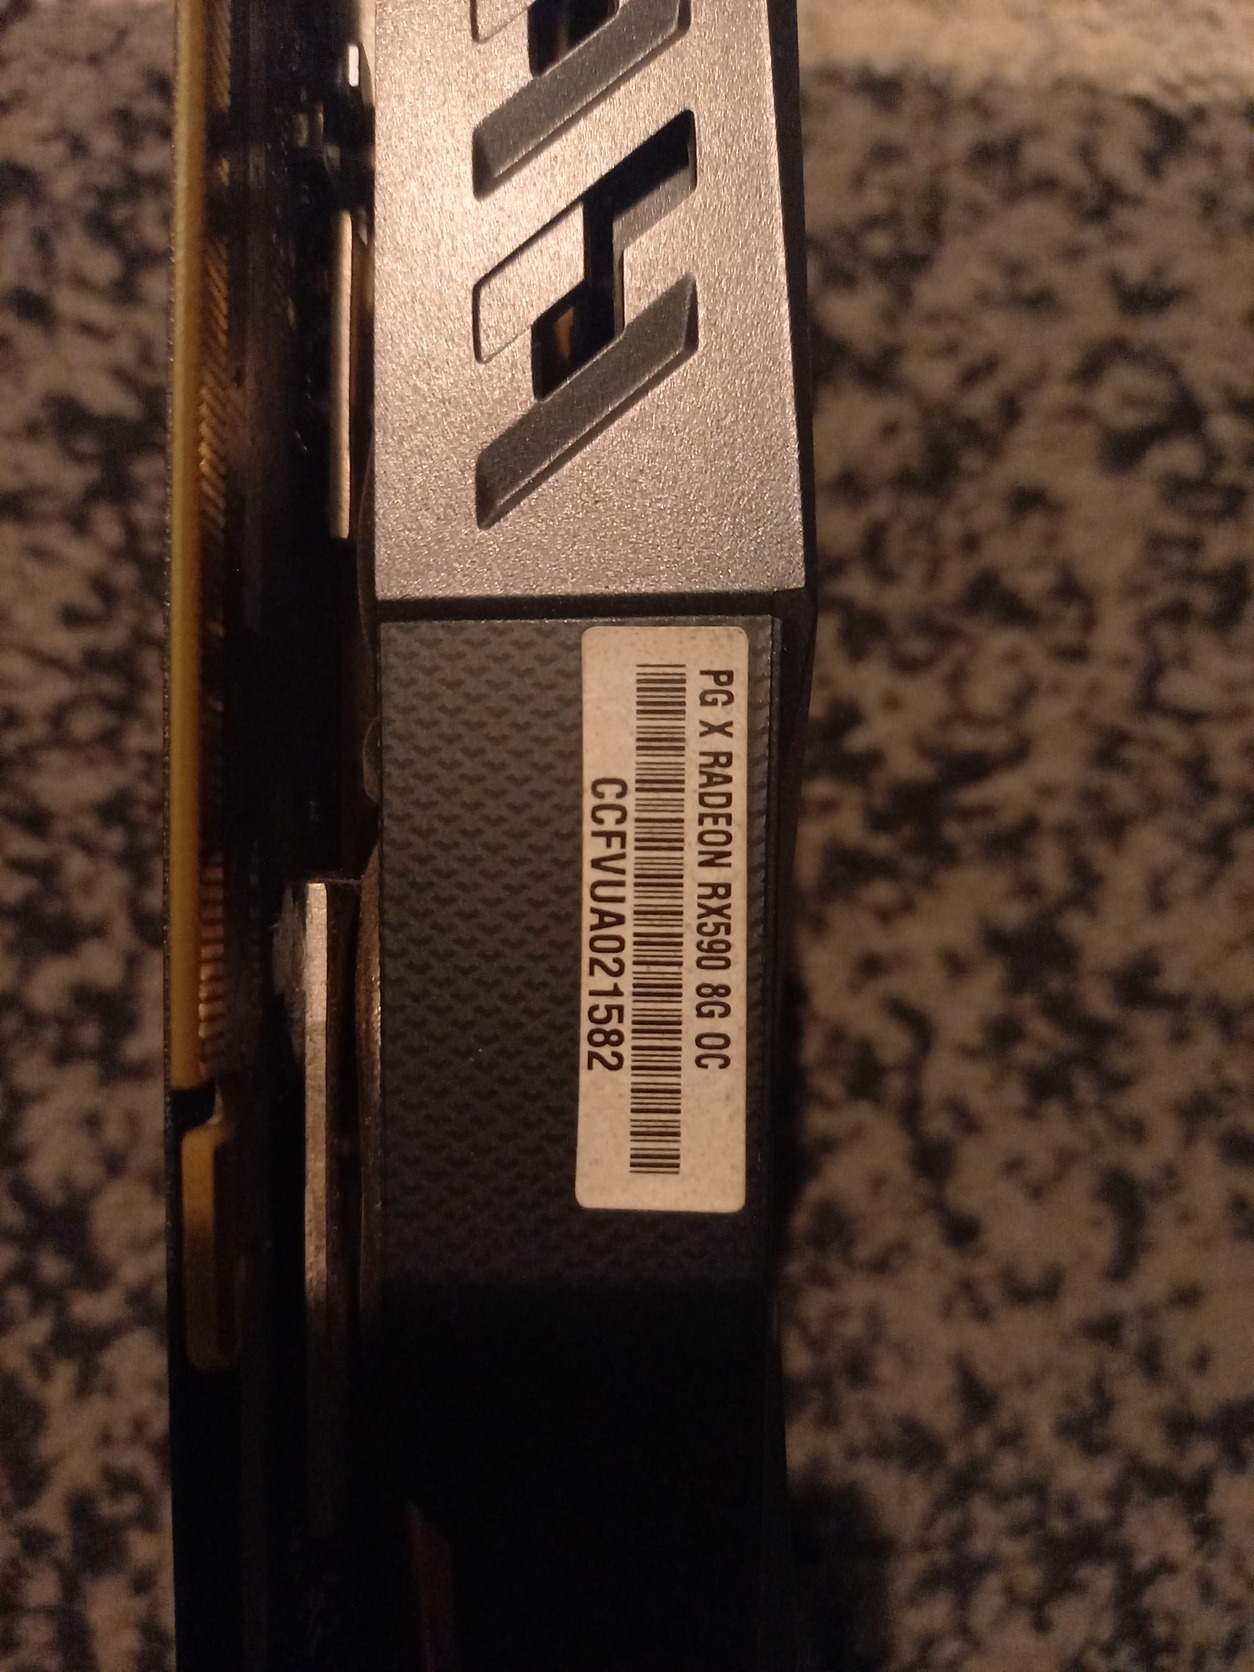 PG X RADEON RX590 8G OC
CCFVUA021582